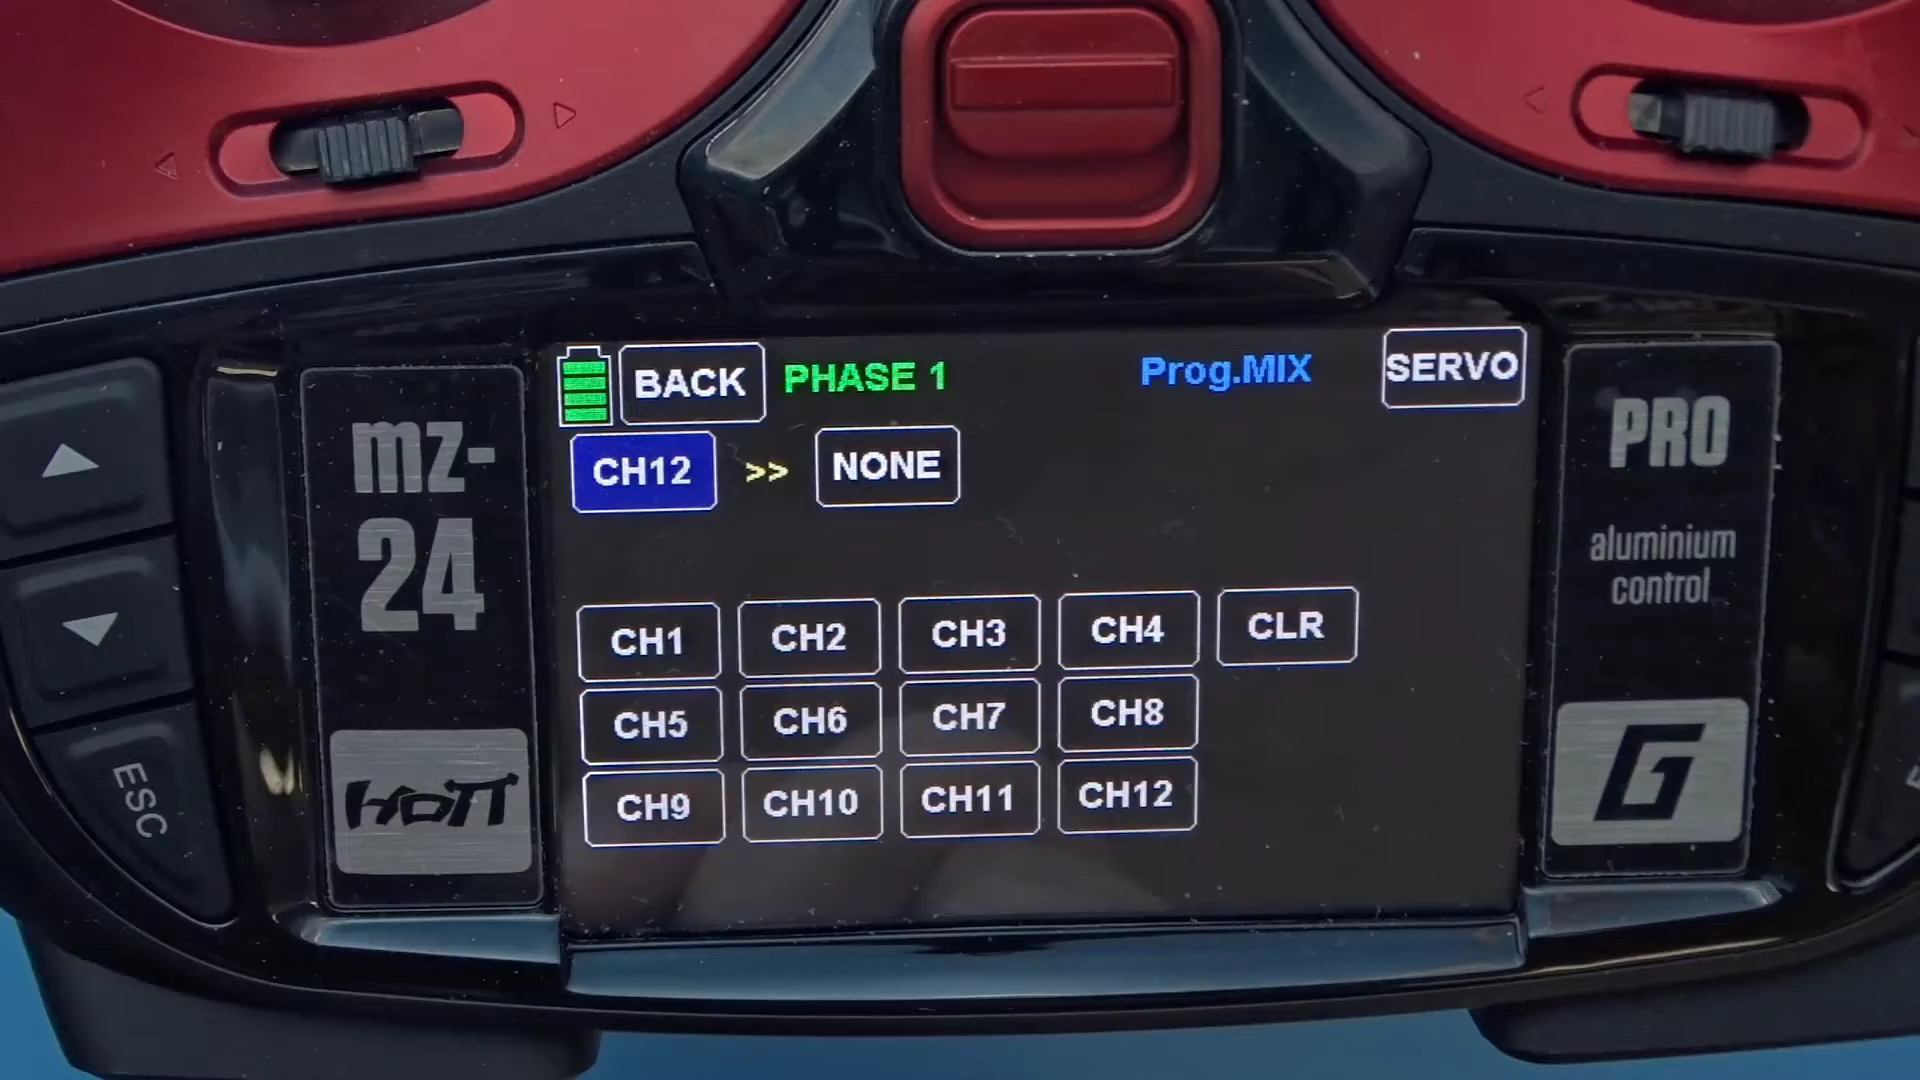 BACK PHASE 1 Prog.MIX SERVO
CH12 >> NONE
CH1 CH2 CH3 CH4 CLR
CH5 CH6 CH7 CH8
CH9 CH10 CH11 CH12
mz-
24
HoTT
ESC
PRO
aluminium
control
G